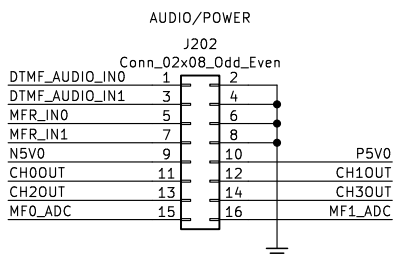 AUDIO/POWER
J202
Conn_02x08_Odd_Even
DTMF_AUDIO_IN0 1 2
DTMF_AUDIO_IN1 3 4
MFR_IN0 5 6
MFR_IN1 7 8
N5V0 9 10 P5V0
CH0OUT 11 12 CH1OUT
CH2OUT 13 14 CH3OUT
MF0_ADC 15 16 MF1_ADC